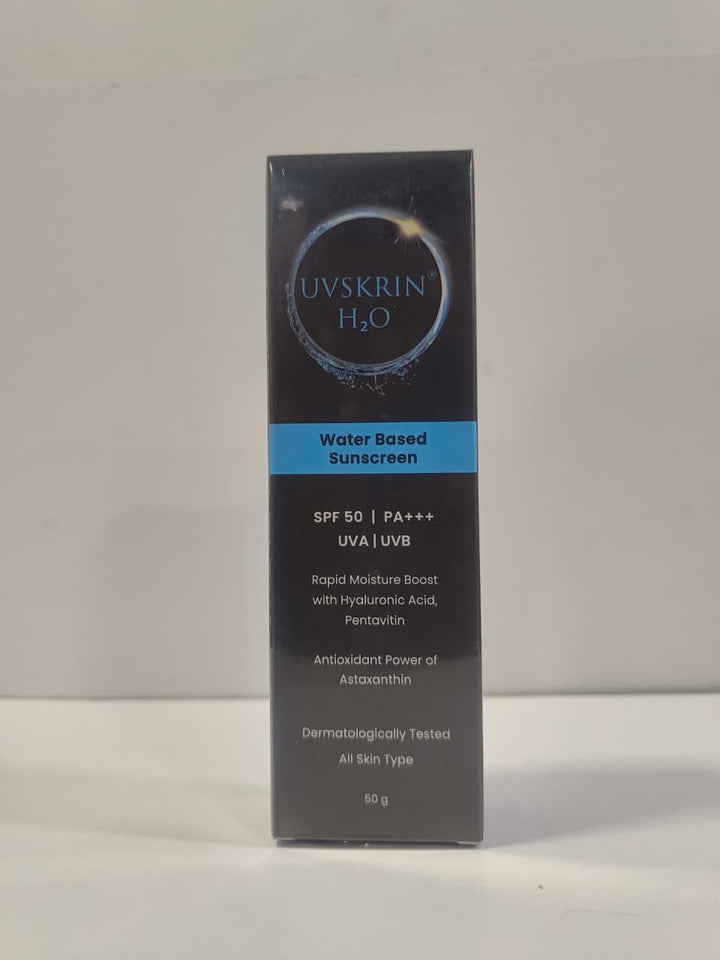 UVSKRIN®
H₂O
Water Based
Sunscreen
SPF 50 | PA+++
UVA | UVB
Rapid Moisture Boost
with Hyaluronic Acid,
Pentavitin
Antioxidant Power of
Astaxanthin
Dermatologically Tested
All Skin Type
50 g